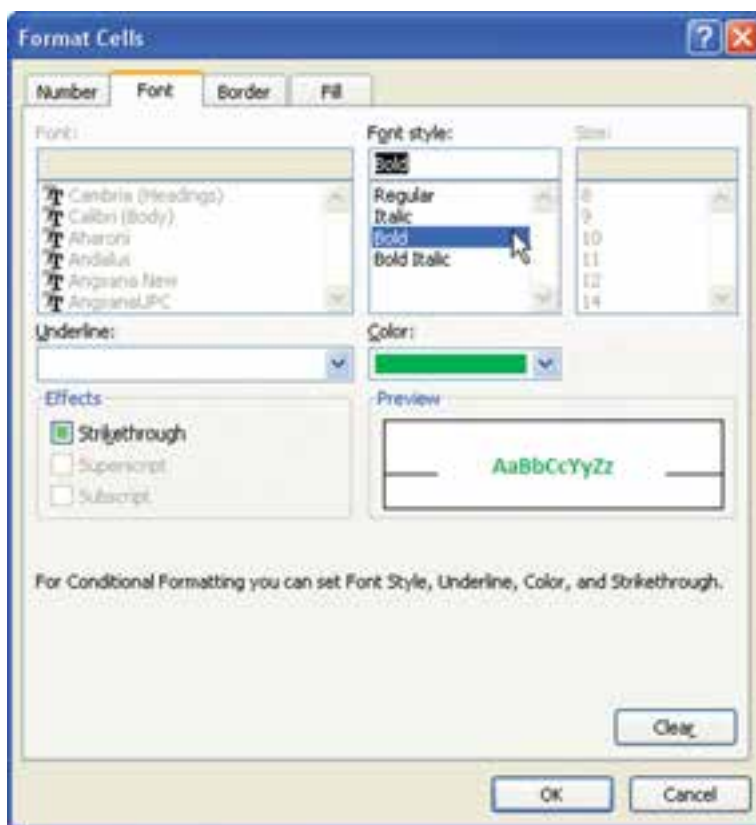 Format Cells
Number Font Border Fill
Font: Font style: Size:
Bold
Cambria (Headings) Regular 8
Calibri (Body) Italic 9
Aharoni Bold 10
Andalus Bold Italic 11
Angsana New 12
AngsanaUPC 14
Underline: Color:
Effects Preview
Strikethrough
Superscript AaBbCcYyZz
Subscript
For Conditional Formatting you can set Font Style, Underline, Color, and Strikethrough.
Clear
OK Cancel